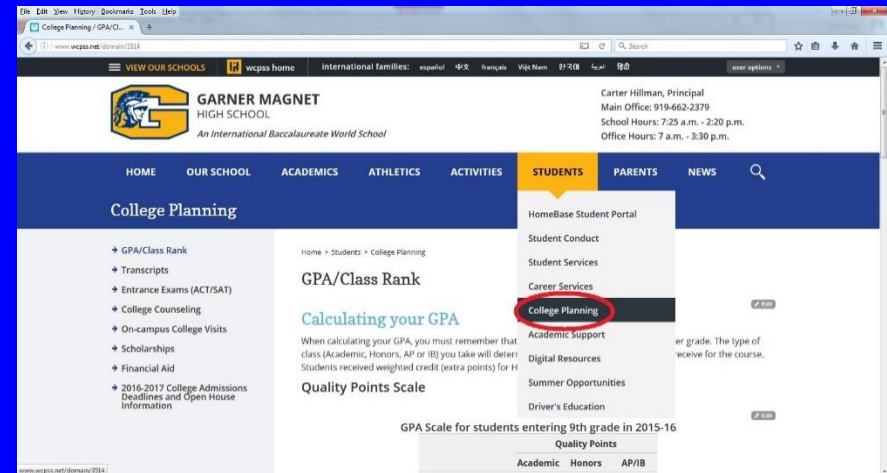 File Edit View History Bookmarks Tools Help
College Planning / GPA/Cl... × +
www.wcpss.net/domain/3514 Search
VIEW OUR SCHOOLS wcpss home international families: español 中文 français Việt Nam 한국어 العربية हिंदी user options
GARNER MAGNET
HIGH SCHOOL
An International Baccalaureate World School
Carter Hillman, Principal
Main Office: 919-662-2379
School Hours: 7:25 a.m. - 2:20 p.m.
Office Hours: 7 a.m. - 3:30 p.m.
HOME OUR SCHOOL ACADEMICS ATHLETICS ACTIVITIES STUDENTS PARENTS NEWS
College Planning
HomeBase Student Portal
Student Conduct
Student Services
Career Services
College Planning
Academic Support
Digital Resources
Summer Opportunities
Driver's Education
GPA/Class Rank
Transcripts
Entrance Exams (ACT/SAT)
College Counseling
On-campus College Visits
Scholarships
Financial Aid
2016-2017 College Admissions
Deadlines and Open House
Information
Home > Students > College Planning
GPA/Class Rank
Edit
Calculating your GPA
When calculating your GPA, you must remember that er grade. The type of
class (Academic, Honors, AP or IB) you take will deterr receive for the course.
Students received weighted credit (extra points) for H
Quality Points Scale
Edit
GPA Scale for students entering 9th grade in 2015-16
Quality Points
Academic Honors AP/IB
www.wcpss.net/domain/3514